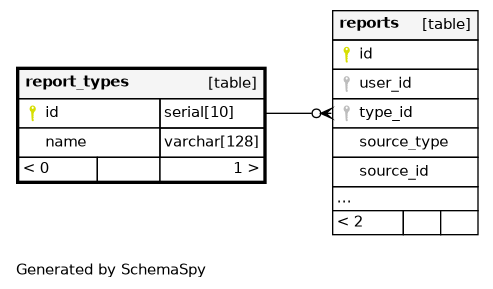 report_types [table]
id serial[10]
name varchar[128]
< 0 1 >
reports [table]
id
user_id
type_id
source_type
source_id
...
< 2
Generated by SchemaSpy